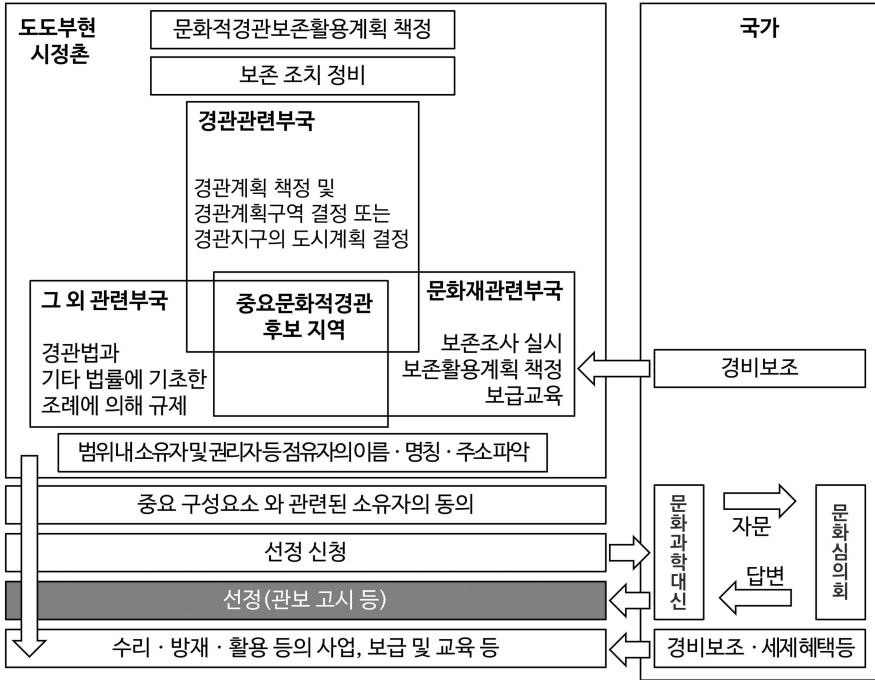 도도부현
시정촌
문화적경관보존활용계획 책정
보존 조치 정비
경관관련부국
경관계획 책정 및
경관계획구역 결정 또는
경관지구의 도시계획 결정
그 외 관련부국
경관법과
기타 법률에 기초한
조례에 의해 규제
중요문화적경관
후보 지역
문화재관련부국
보존조사 실시
보존활용계획 책정
보급교육
범위내 소유자 및 권리자 등 점유자의 이름 · 명칭 · 주소 파악
중요 구성요소 와 관련된 소유자의 동의
선정 신청
선정(관보 고시 등)
수리 · 방재 · 활용 등의 사업, 보급 및 교육 등
국가
경비보조
문화과학대신
자문
답변
문화심의회
경비보조 · 세제혜택등